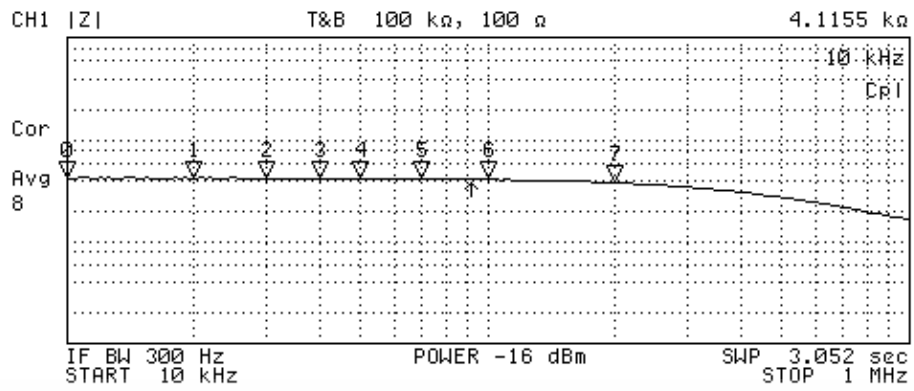 CH1 |Z| T&B 100 kΩ, 100 Ω 4.1155 kΩ
10 kHz
Cpl
Cor
0 1 2 3 4 5 6 7
Avg
8
IF BW 300 Hz POWER -16 dBm SWP 3.052 sec
START 10 kHz STOP 1 MHz